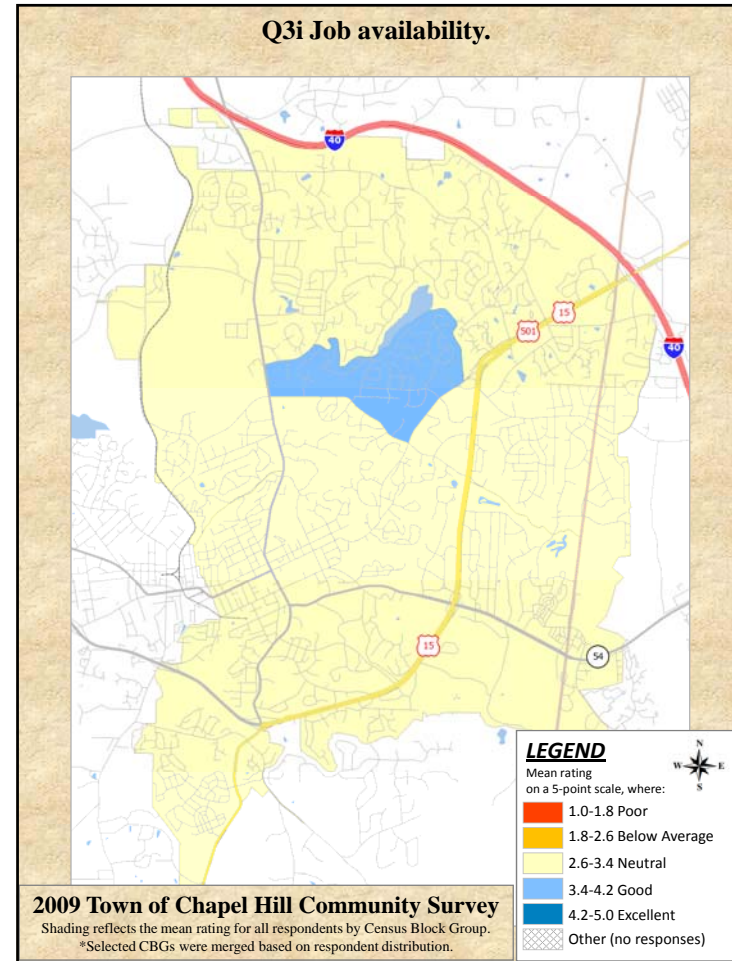 Q3i Job availability.
40
15
501
40
15
54
LEGEND
N
W E
S
Mean rating
on a 5-point scale, where:
1.0-1.8 Poor
1.8-2.6 Below Average
2.6-3.4 Neutral
3.4-4.2 Good
4.2-5.0 Excellent
Other (no responses)
2009 Town of Chapel Hill Community Survey
Shading reflects the mean rating for all respondents by Census Block Group.
*Selected CBGs were merged based on respondent distribution.